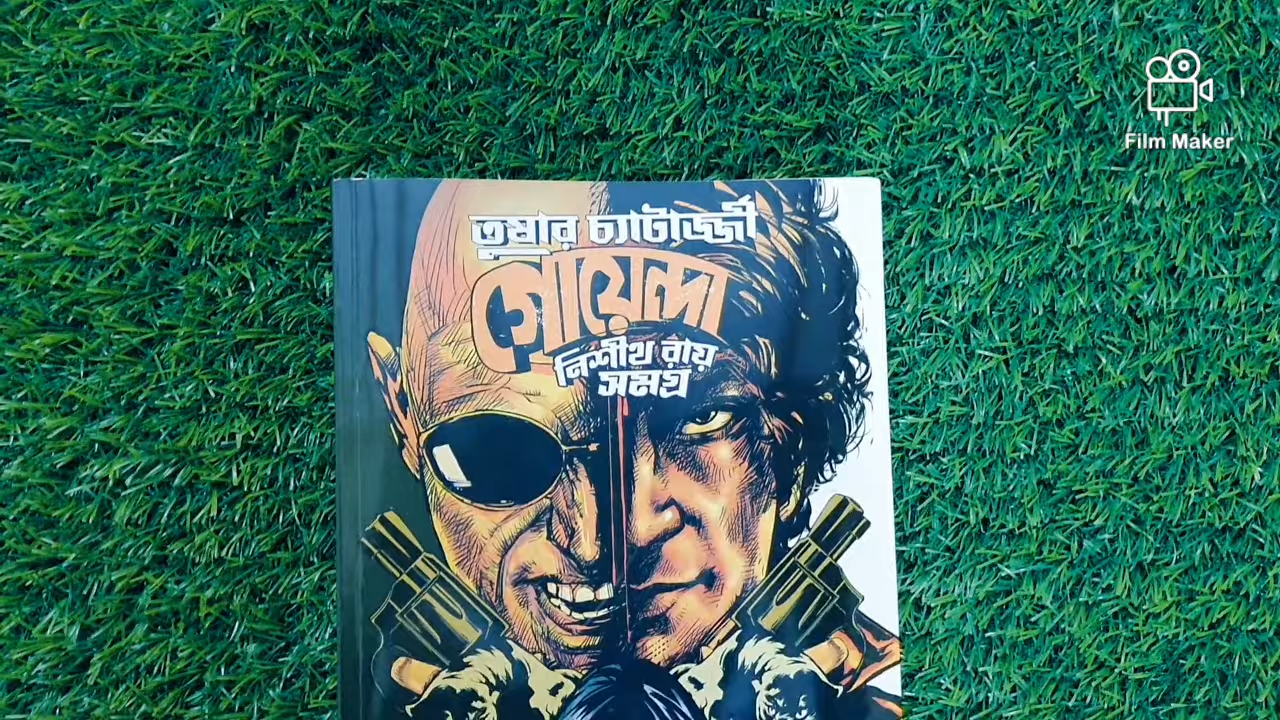 তুষার চ্যাটার্জ্জী
গোয়েন্দা
নিশীথ রায়
সমগ্র
Film Maker